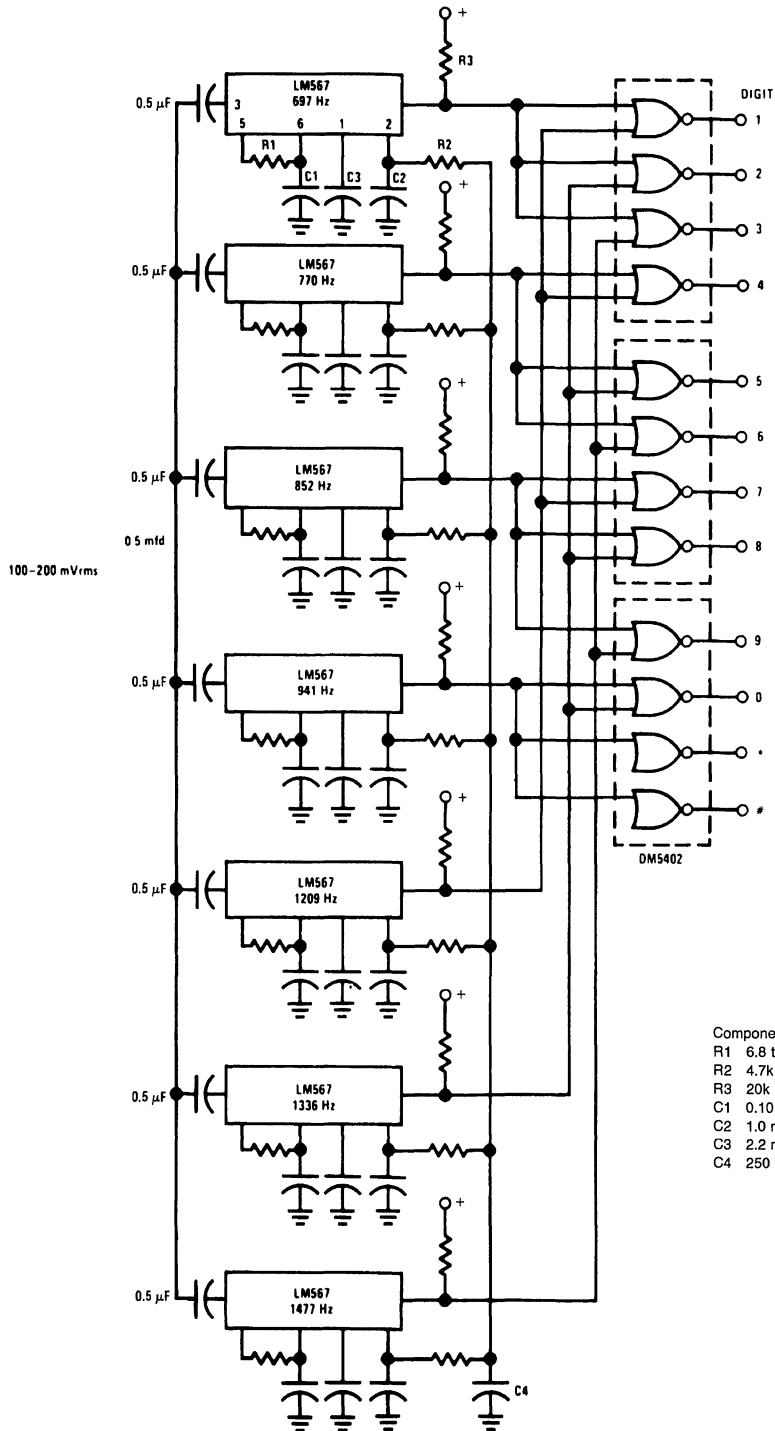 +
R3
0.5 μF
LM567
697 Hz
3
5
6
1
2
R1
C1
C3
C2
R2
DIGIT
1
2
3
4
+
0.5 μF
LM567
770 Hz
+
5
6
7
8
0.5 μF
LM567
852 Hz
0 5 mfd
100–200 mVrms
+
0.5 μF
LM567
941 Hz
9
0
*
#
DM5402
+
0.5 μF
LM567
1209 Hz
+
0.5 μF
LM567
1336 Hz
+
0.5 μF
LM567
1477 Hz
C4
Compone
R1 6.8 t
R2 4.7k
R3 20k
C1 0.10
C2 1.0 r
C3 2.2 r
C4 250